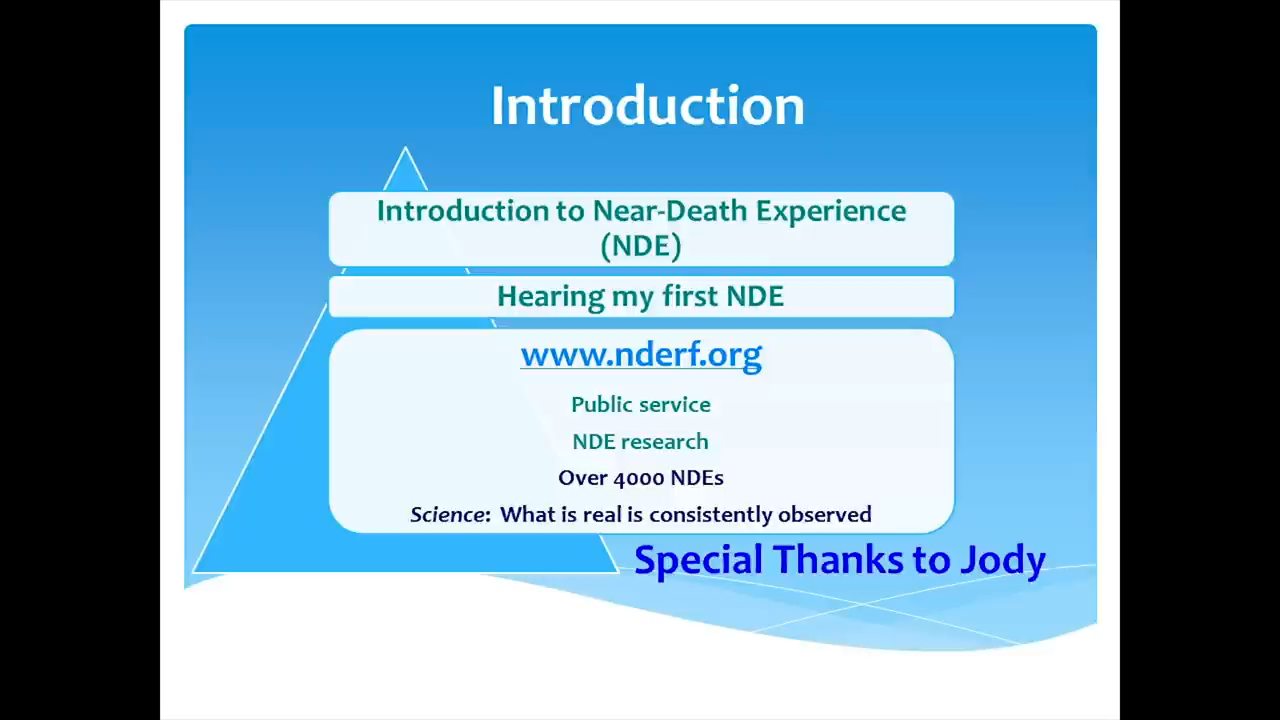 Introduction
Introduction to Near-Death Experience
(NDE)
Hearing my first NDE
www.nderf.org
Public service
NDE research
Over 4000 NDEs
Science: What is real is consistently observed
Special Thanks to Jody